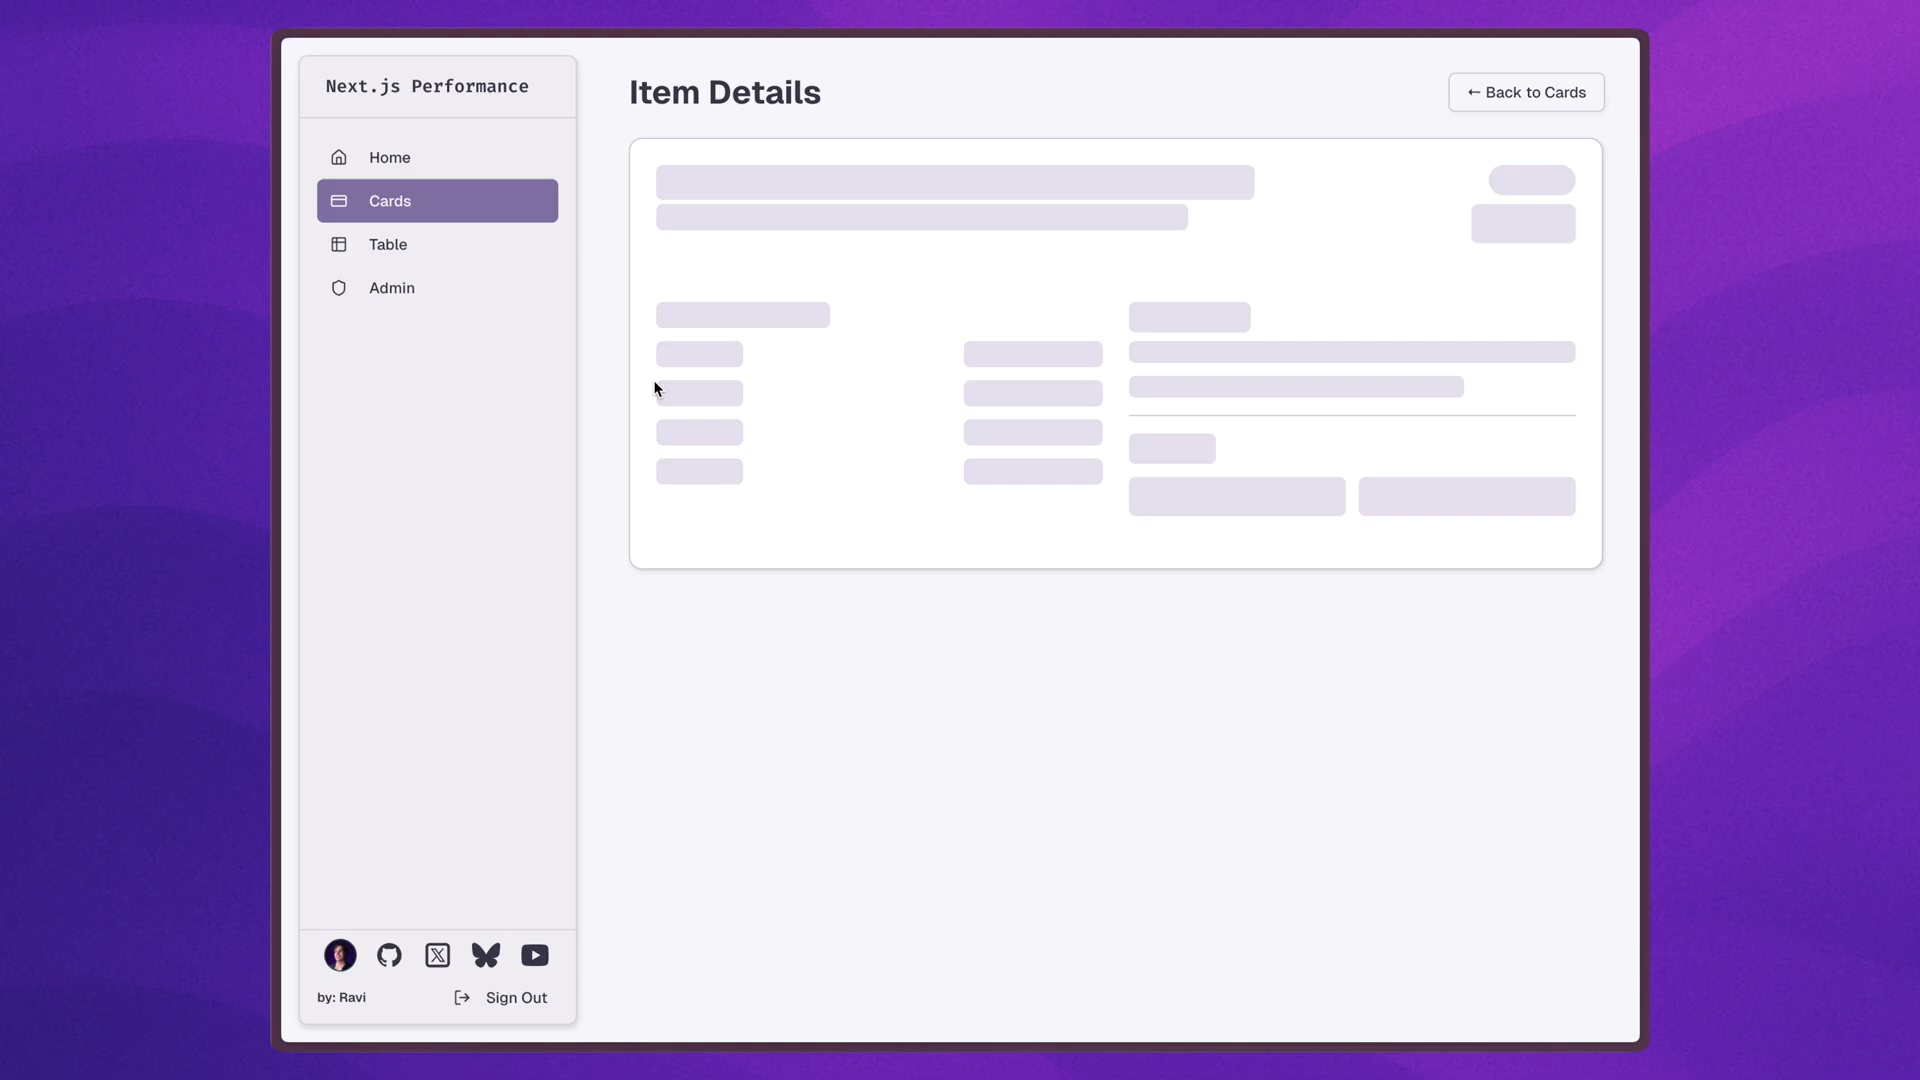 Next.js Performance
Home
Cards
Table
Admin
by: Ravi
Sign Out
Item Details
← Back to Cards